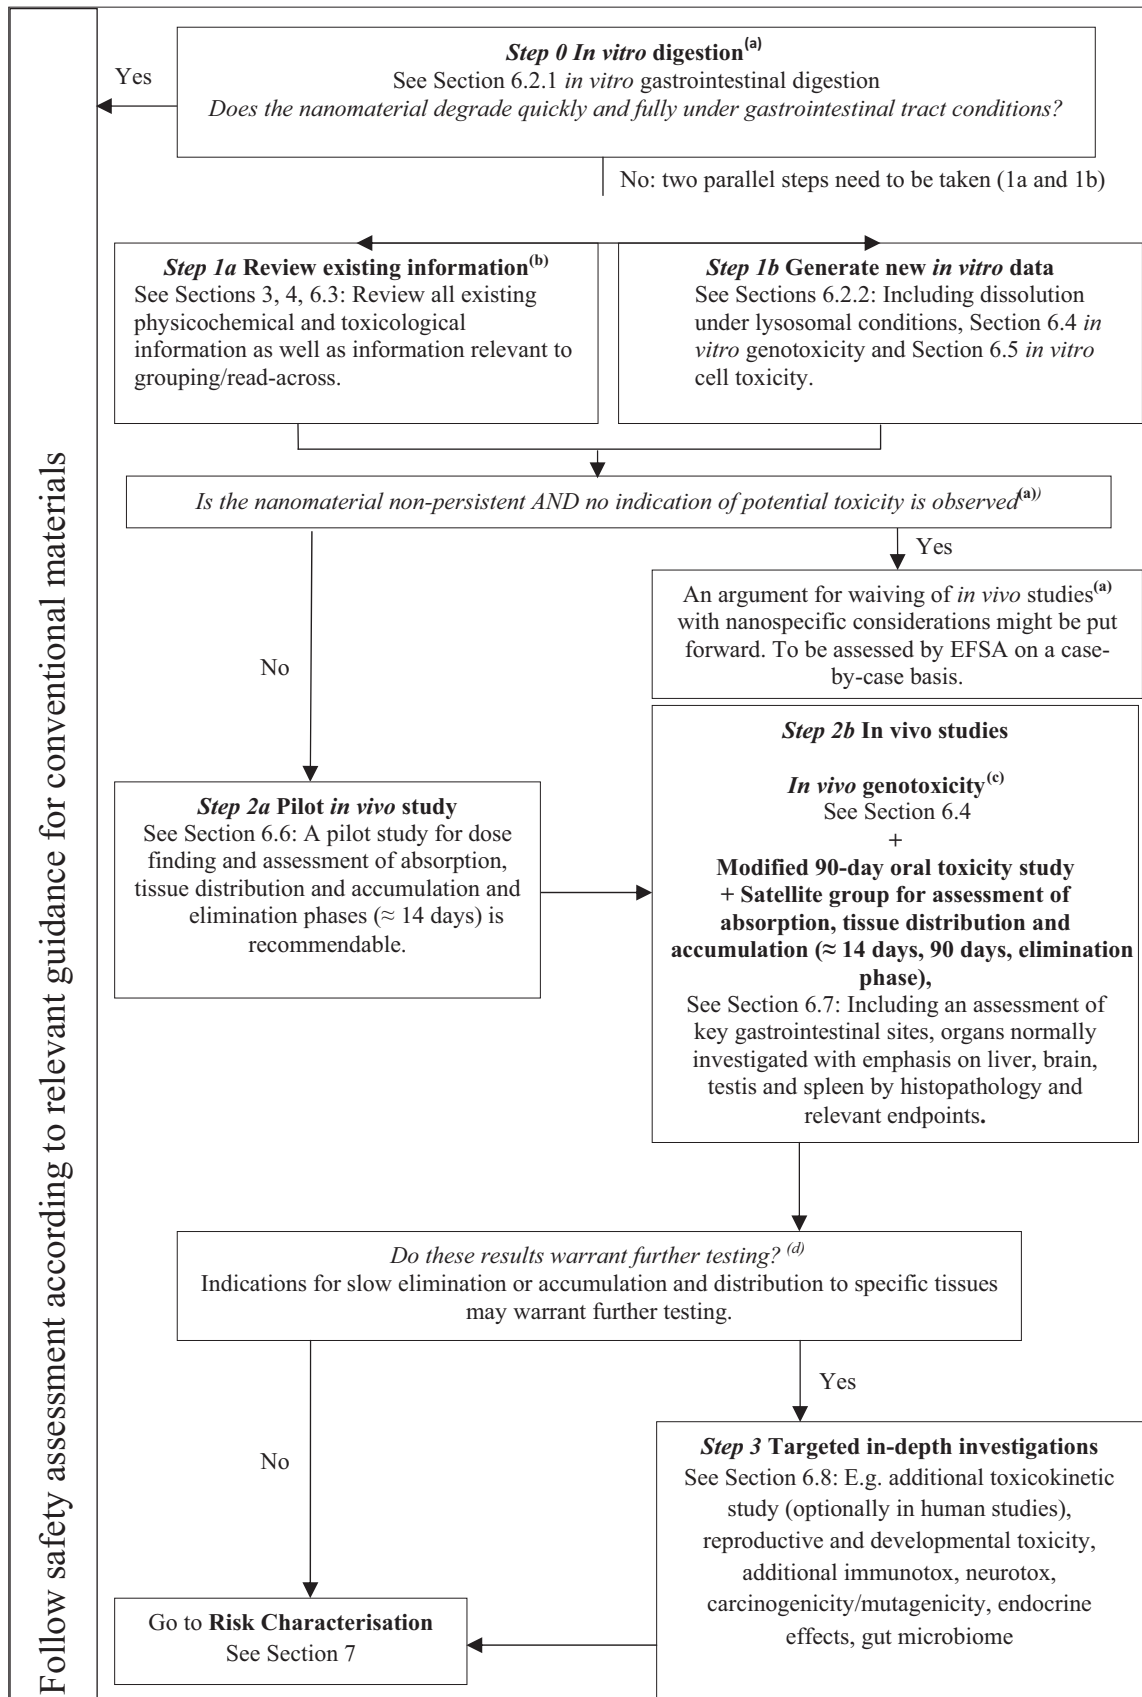 Follow safety assessment according to relevant guidance for conventional materials
Step 0 In vitro digestion(a)
See Section 6.2.1 in vitro gastrointestinal digestion
Does the nanomaterial degrade quickly and fully under gastrointestinal tract conditions?
Yes
No: two parallel steps need to be taken (1a and 1b)
Step 1a Review existing information(b)
See Sections 3, 4, 6.3: Review all existing
physicochemical and toxicological
information as well as information relevant to
grouping/read-across.
Step 1b Generate new in vitro data
See Sections 6.2.2: Including dissolution
under lysosomal conditions, Section 6.4 in
vitro genotoxicity and Section 6.5 in vitro
cell toxicity.
Is the nanomaterial non-persistent AND no indication of potential toxicity is observed(a))
Yes
An argument for waiving of in vivo studies(a)
with nanospecific considerations might be put
forward. To be assessed by EFSA on a case-
by-case basis.
No
Step 2a Pilot in vivo study
See Section 6.6: A pilot study for dose
finding and assessment of absorption,
tissue distribution and accumulation and
elimination phases (≈ 14 days) is
recommendable.
Step 2b In vivo studies
In vivo genotoxicity(c)
See Section 6.4
+
Modified 90-day oral toxicity study
+ Satellite group for assessment of
absorption, tissue distribution and
accumulation (≈ 14 days, 90 days, elimination
phase),
See Section 6.7: Including an assessment of
key gastrointestinal sites, organs normally
investigated with emphasis on liver, brain,
testis and spleen by histopathology and
relevant endpoints.
Do these results warrant further testing? (d)
Indications for slow elimination or accumulation and distribution to specific tissues
may warrant further testing.
Yes
No
Step 3 Targeted in-depth investigations
See Section 6.8: E.g. additional toxicokinetic
study (optionally in human studies),
reproductive and developmental toxicity,
additional immunotox, neurotox,
carcinogenicity/mutagenicity, endocrine
effects, gut microbiome
Go to Risk Characterisation
See Section 7